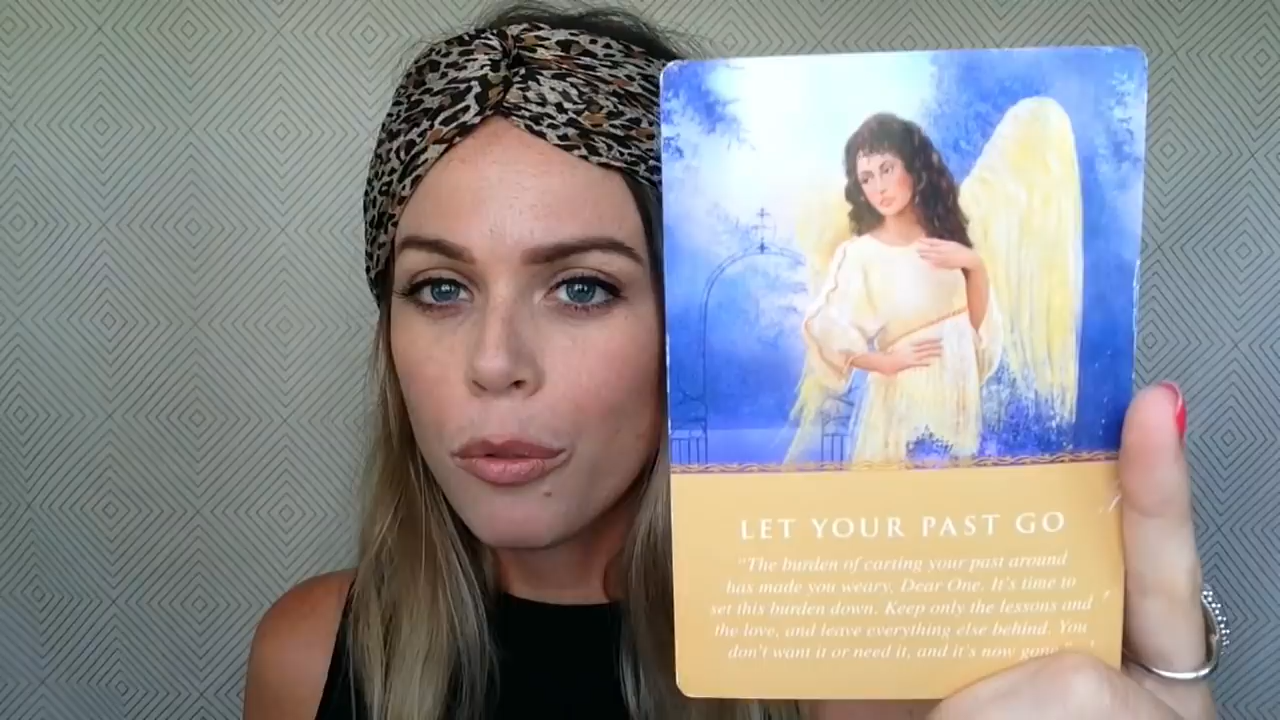 LET YOUR PAST GO
"The burden of carting your past around
has made you weary, Dear One. It's time to
set this burden down. Keep only the lessons and
the love, and leave everything else behind. You
don't want it or need it, and it's now gone."